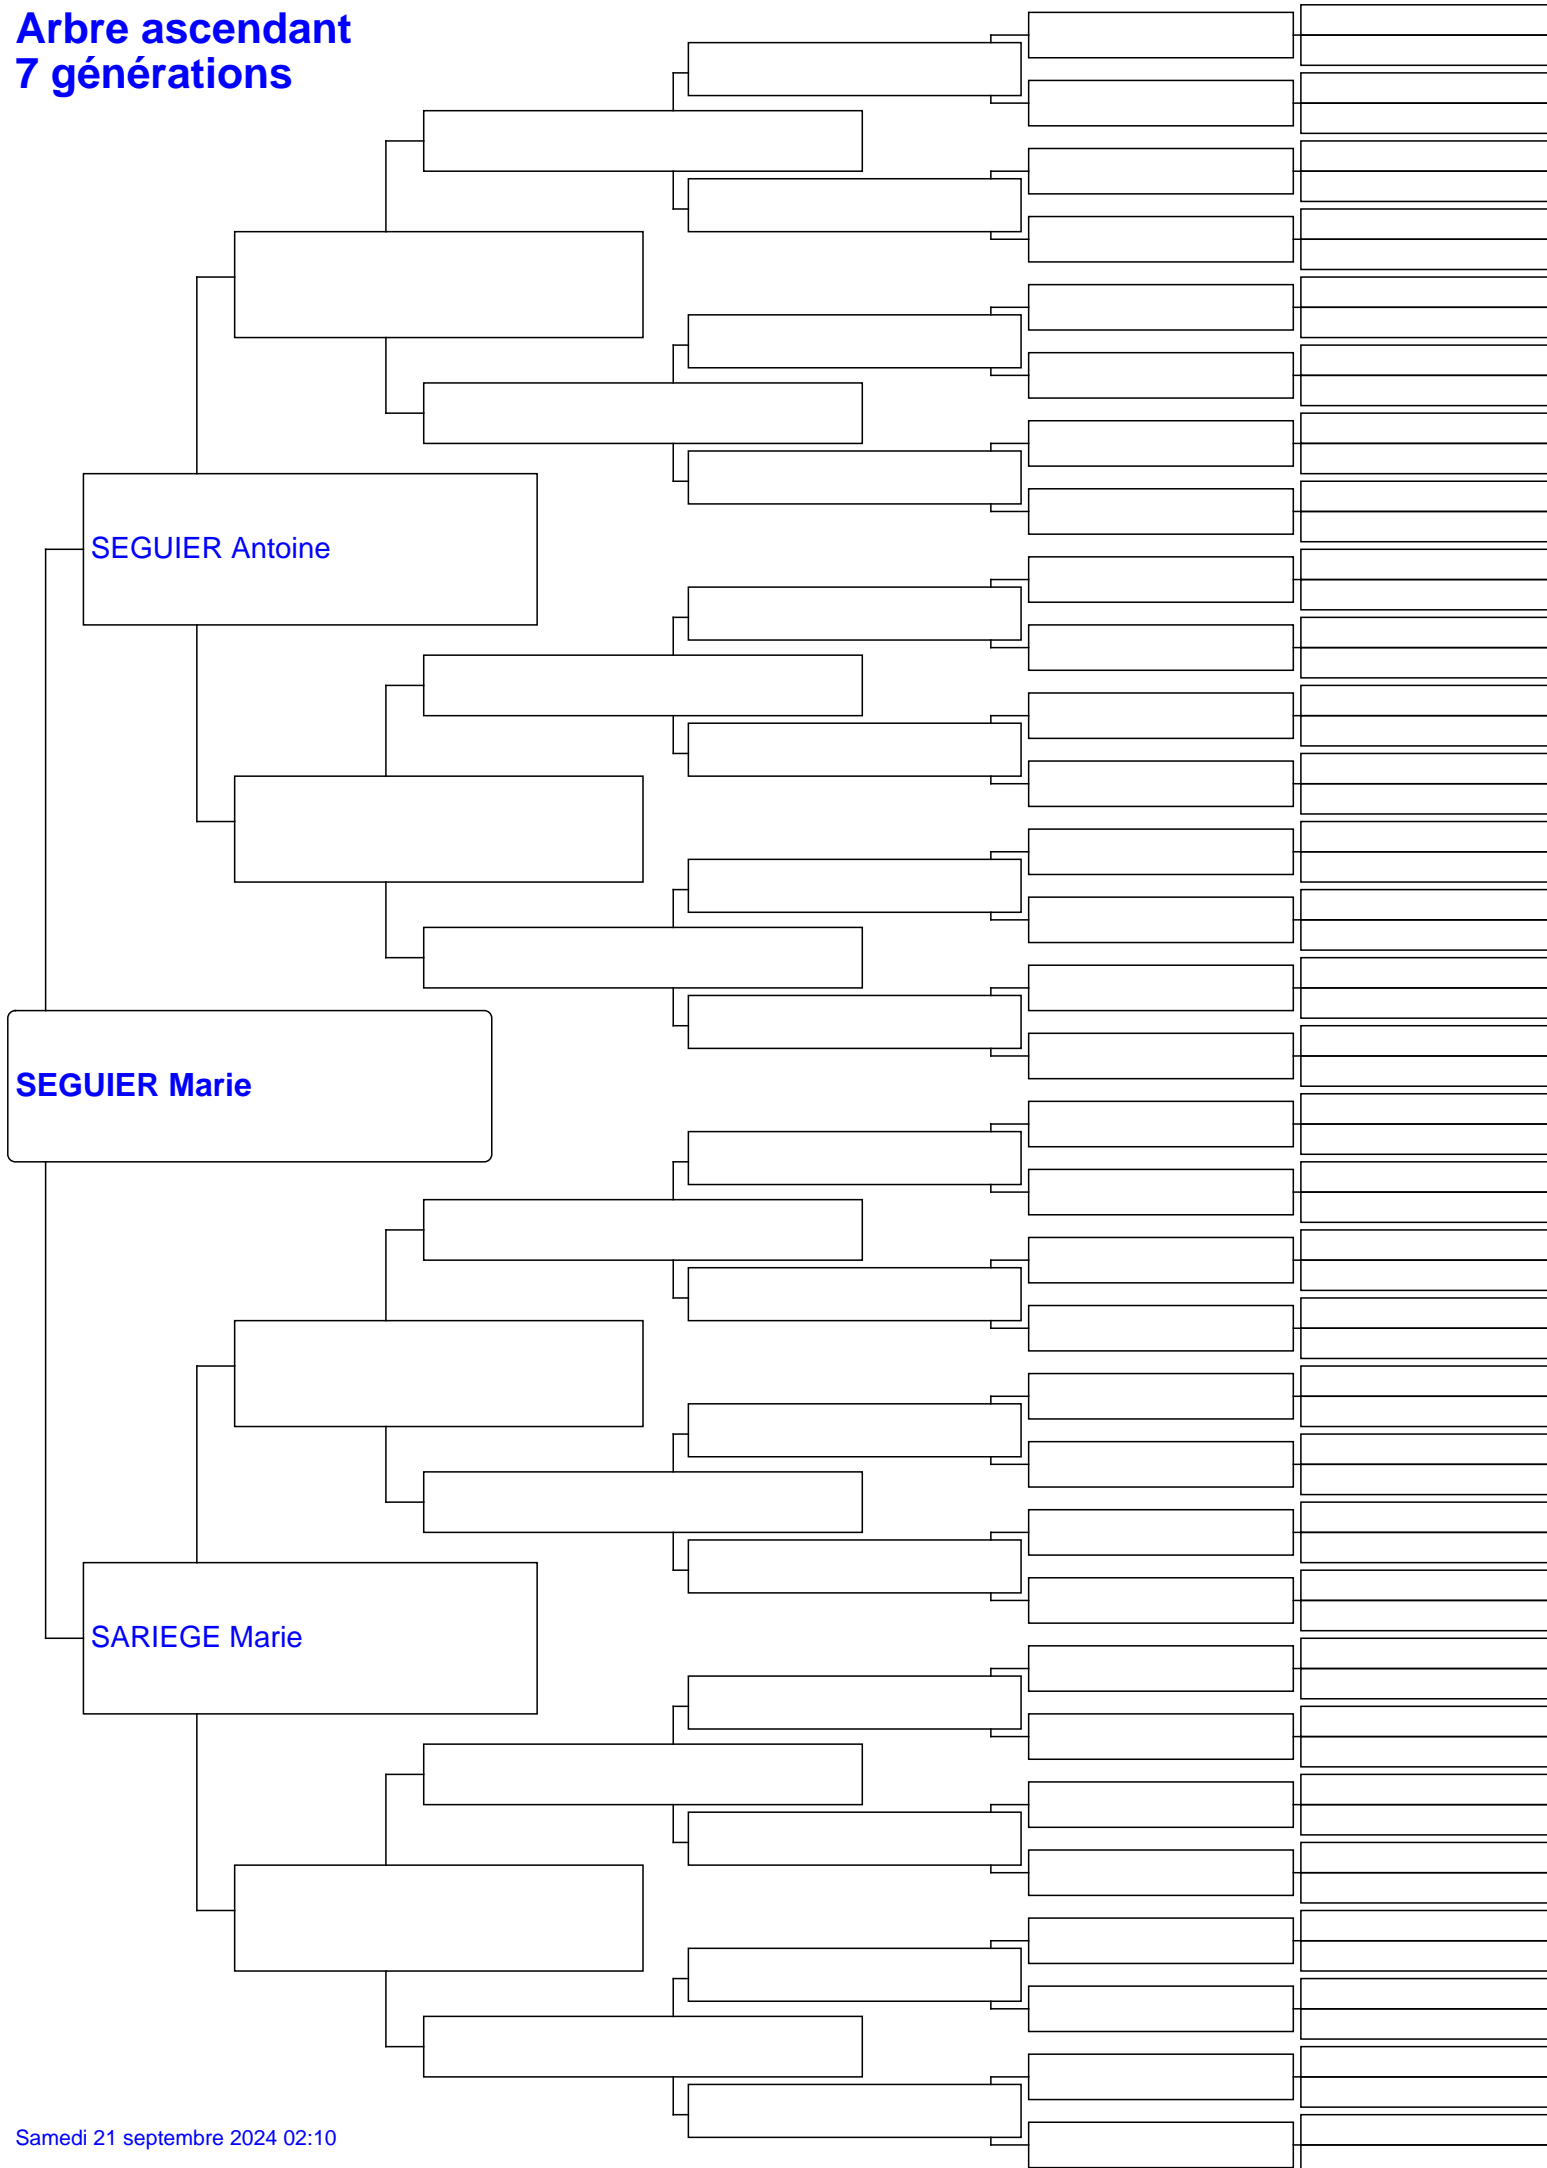 Arbre ascendant
7 générations
SEGUIER Antoine
SEGUIER Marie
SARIEGE Marie
Samedi 21 septembre 2024 02:10